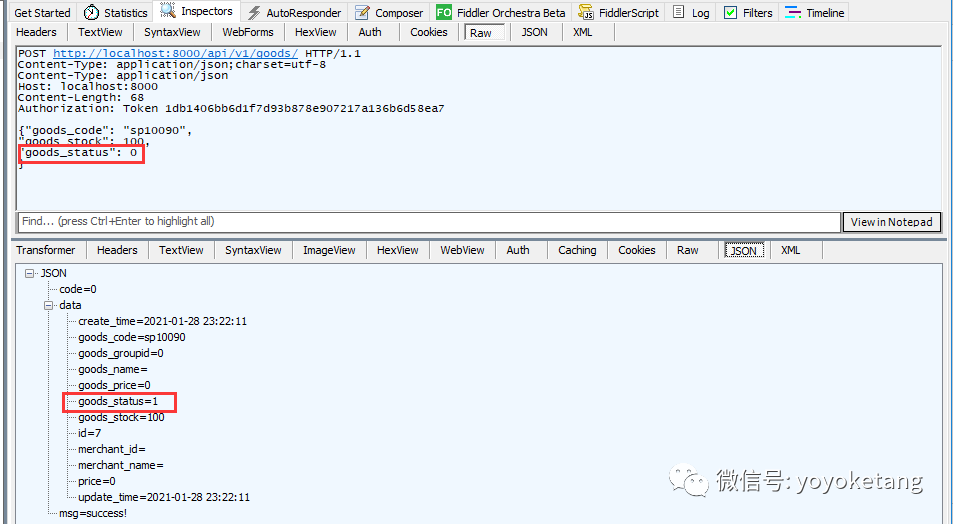 Get Started Statistics Inspectors AutoResponder Composer FO Fiddler Orchestra Beta FiddlerScript Log Filters Timeline
Headers TextView SyntaxView WebForms HexView Auth Cookies Raw JSON XML
POST http://localhost:8000/api/v1/goods/ HTTP/1.1
Content-Type: application/json;charset=utf-8
Content-Type: application/json
Host: localhost:8000
Content-Length: 68
Authorization: Token 1db1406bb6d1f7d93b878e907217a136b6d58ea7
{"goods_code": "sp10090",
"goods_stock": 100,
"goods_status": 0
}
Find... (press Ctrl+Enter to highlight all) View in Notepad
Transformer Headers TextView SyntaxView ImageView HexView WebView Auth Caching Cookies Raw JSON XML
JSON
code=0
data
create_time=2021-01-28 23:22:11
goods_code=sp10090
goods_groupid=0
goods_name=
goods_price=0
goods_status=1
goods_stock=100
id=7
merchant_id=
merchant_name=
price=0
update_time=2021-01-28 23:22:11
msg=success!
微信号: yoyoketang